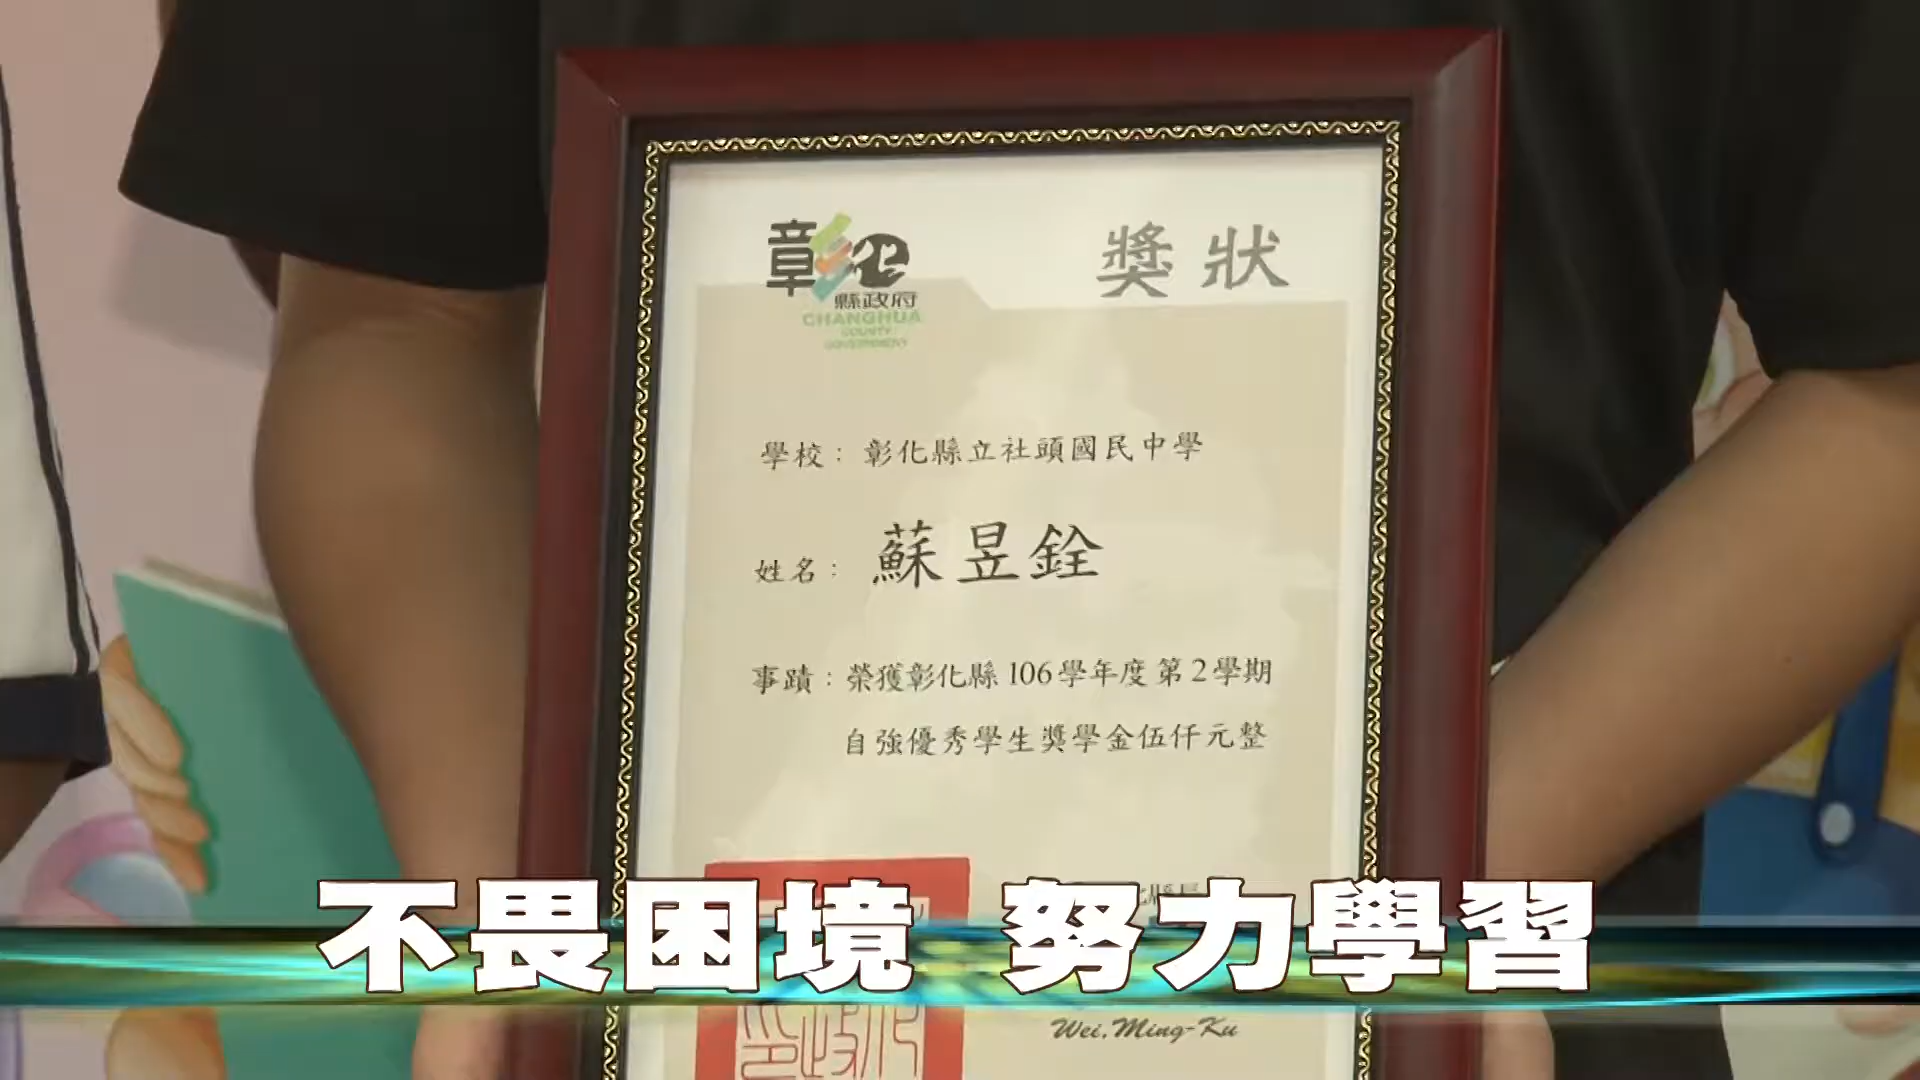 彰化
縣政府
CHANGHUA
COUNTY
GOVERNMENT
獎狀
學校：彰化縣立社頭國民中學
姓名：蘇昱銓
事蹟：榮獲彰化縣106學年度第2學期
自強優秀學生獎學金伍仟元整
不畏困境 努力學習
Wei, Ming-Ku